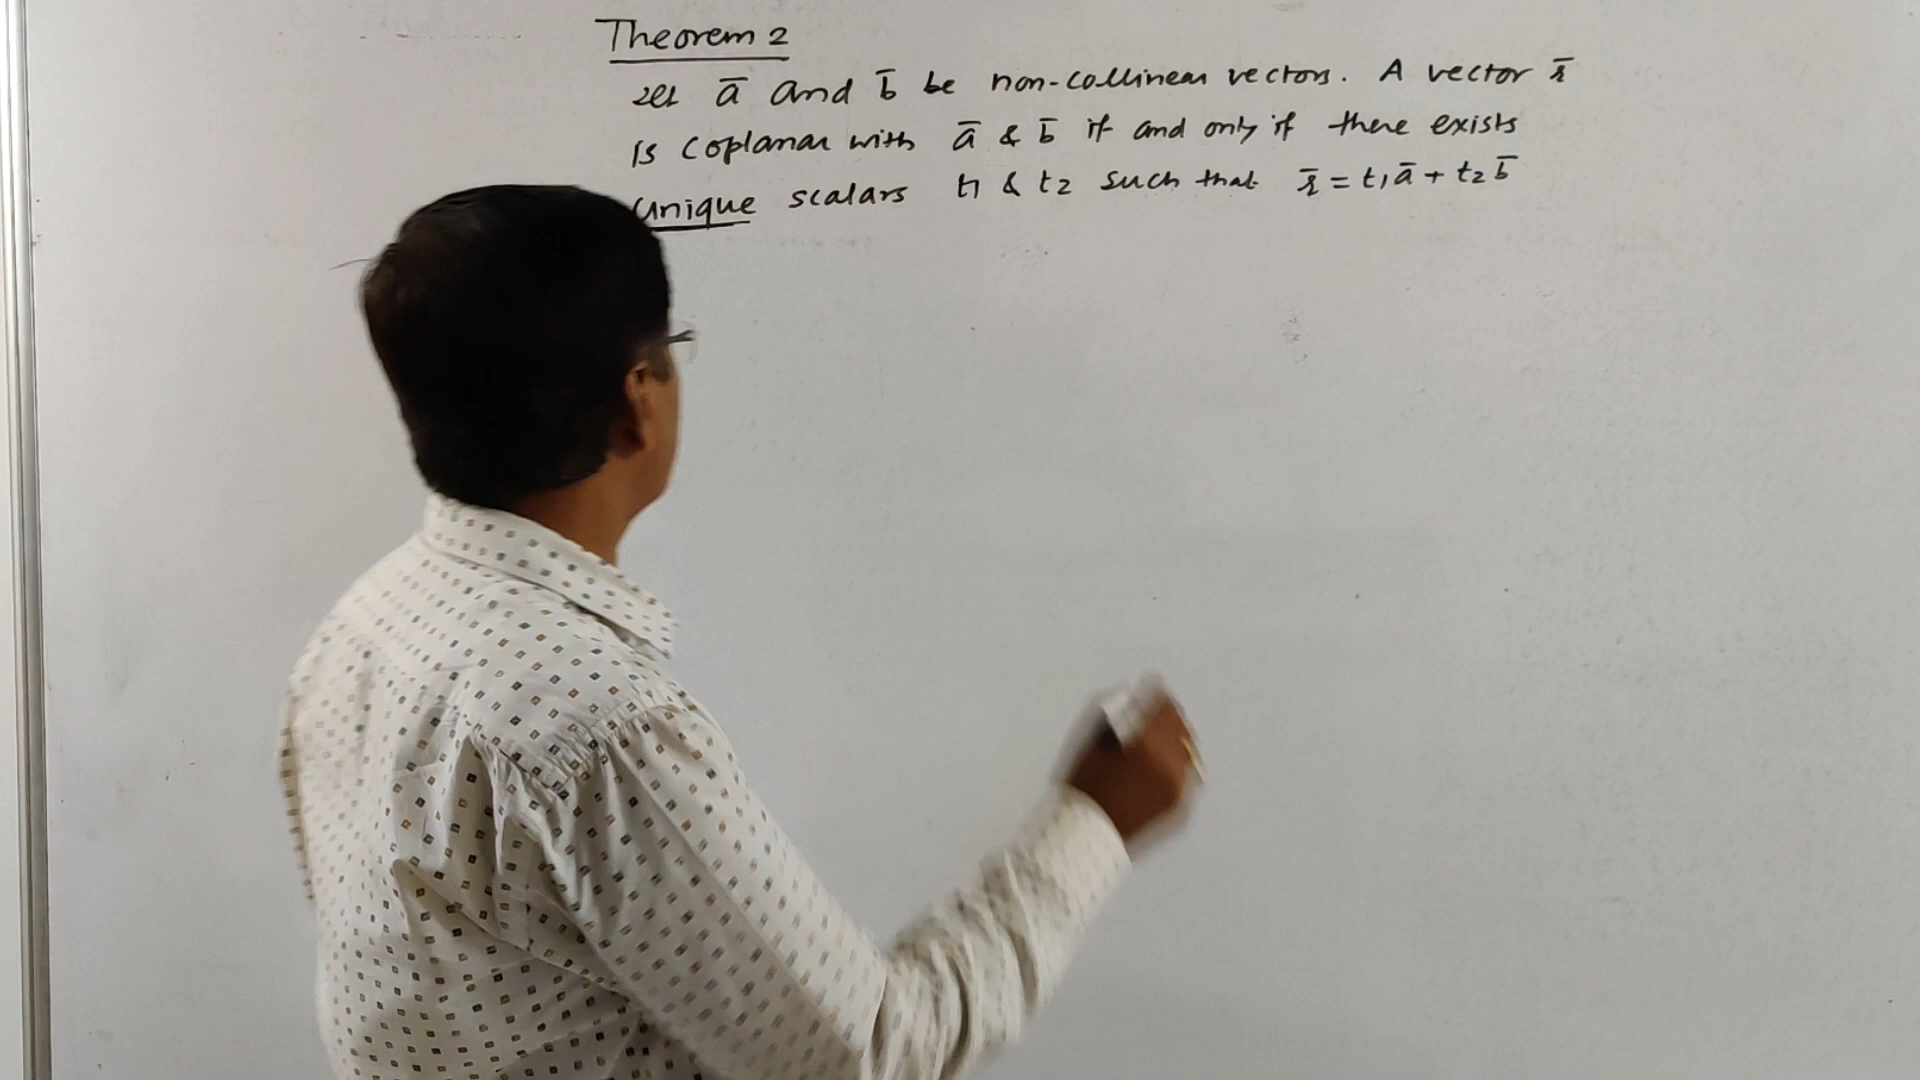 Theorem 2
Let a̅ and b̅ be non-collinear vectors. A vector r̅
is coplanar with a̅ & b̅ if and only if there exists
unique scalars t1 & t2 such that r̅ = t1a̅ + t2b̅